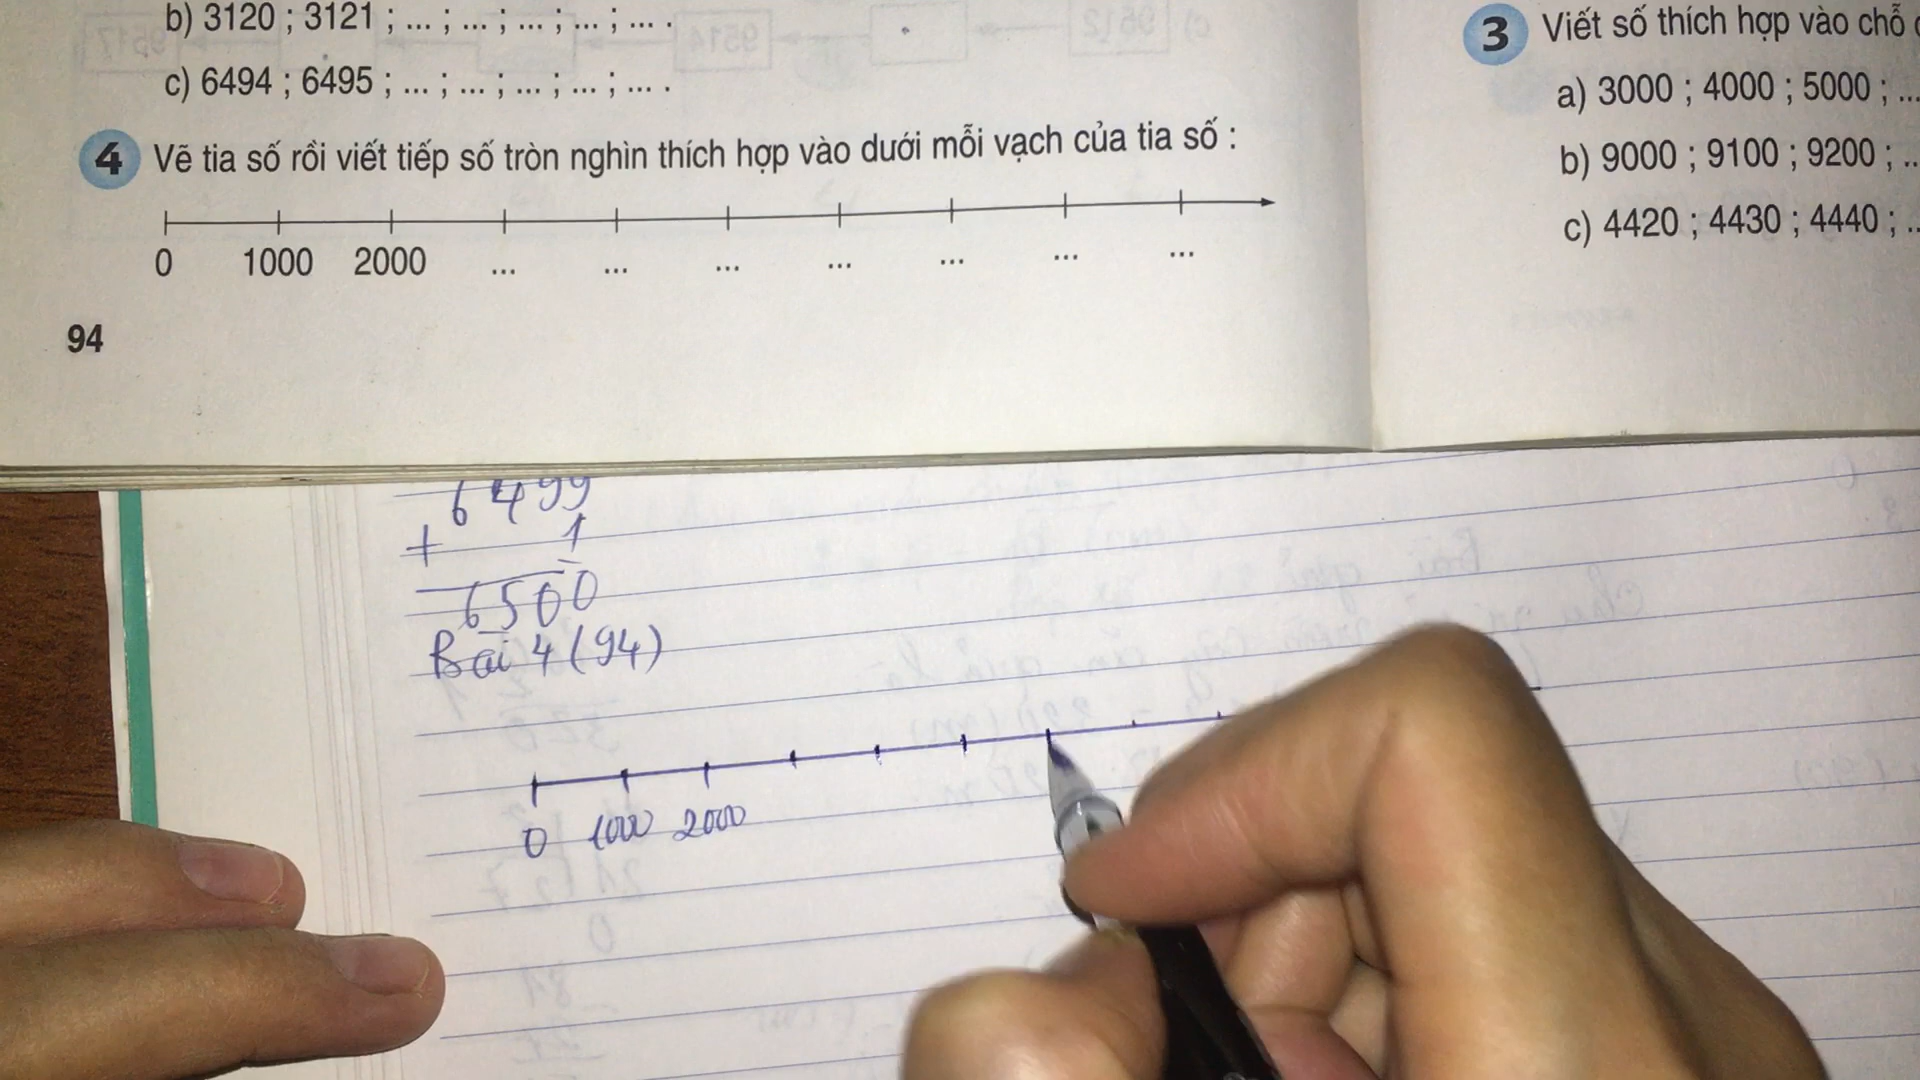 b) 3120 ; 3121 ; ... ; ... ; ... ; ... ; ... .
c) 6494 ; 6495 ; ... ; ... ; ... ; ... ; ... .
4 Vẽ tia số rồi viết tiếp số tròn nghìn thích hợp vào dưới mỗi vạch của tia số :
0 1000 2000 ... ... ... ... ... ... ...
94
3 Viết số thích hợp vào chỗ
a) 3000 ; 4000 ; 5000 ; ...
b) 9000 ; 9100 ; 9200 ; ..
c) 4420 ; 4430 ; 4440 ; ..
6499
+ 1
6500
Bài 4 (94)
0 1000 2000